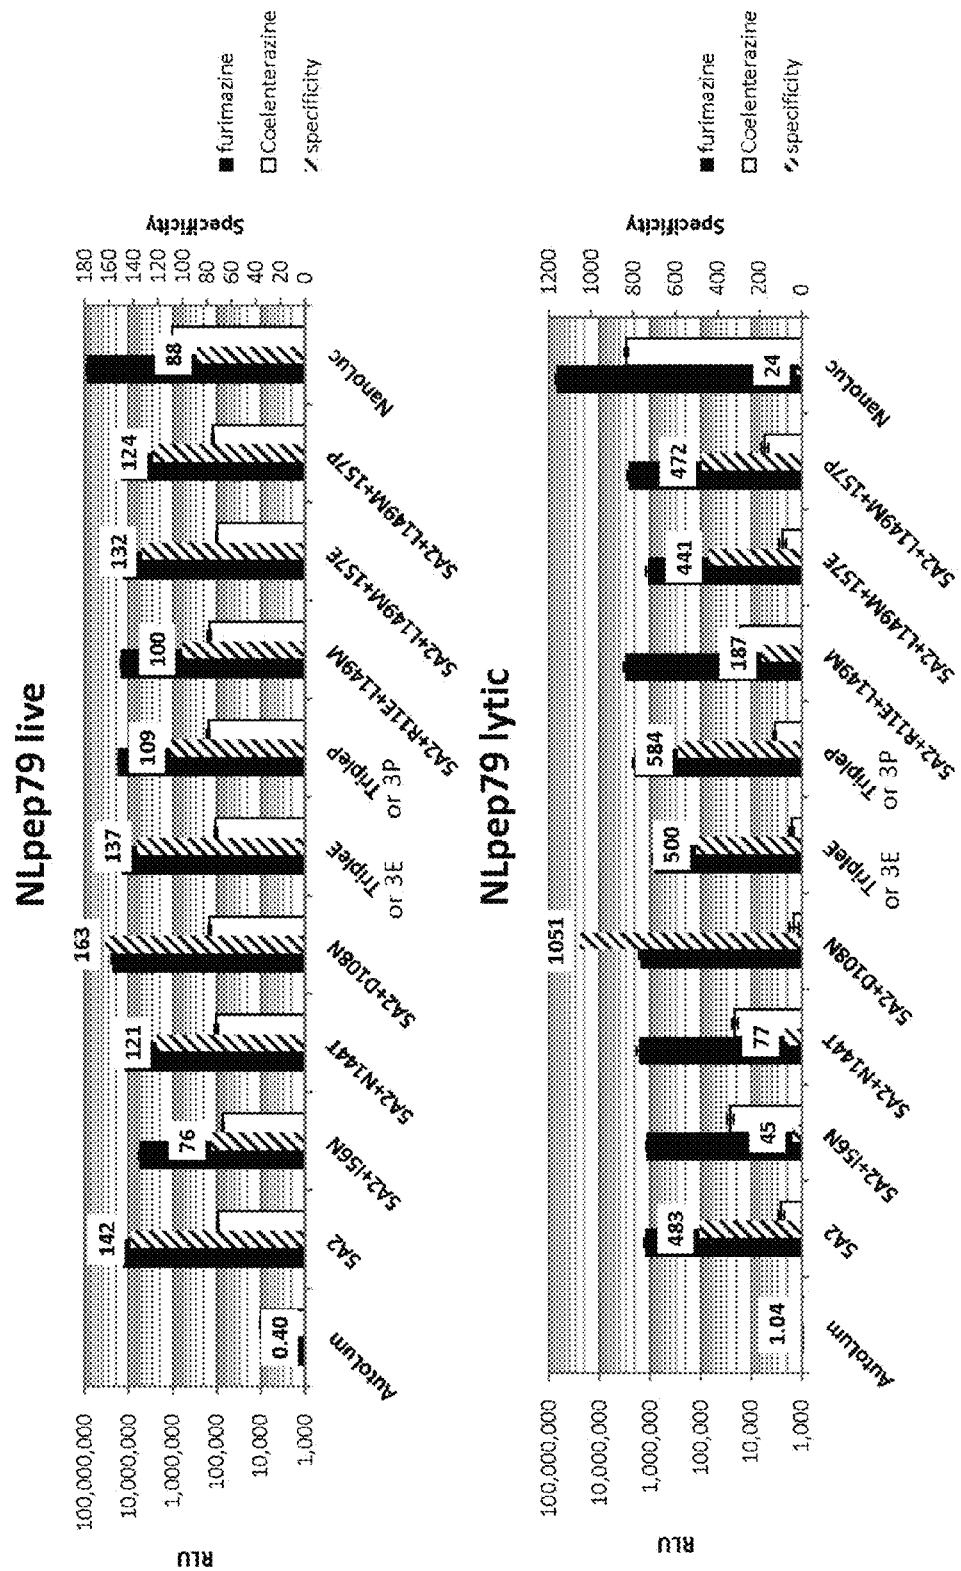 NLpep79 live
RLU
100,000,000
10,000,000
1,000,000
100,000
10,000
1,000
0.40
142
76
121
163
137
109
100
132
124
88
180
160
140
120
100
80
60
40
20
0
Specificity
furimazine
Coelenterazine
specificity
AutoLum
5A2
5A2+I56N
5A2+N144T
5A2+D108N
TripleE
or 3E
TripleP
or 3P
5A2+R11E+L149M
5A2+L149M+157E
5A2+L149M+157P
NanoLuc
NLpep79 lytic
RLU
100,000,000
10,000,000
1,000,000
100,000
10,000
1,000
1.04
483
45
77
1051
500
584
187
441
472
24
1200
1000
800
600
400
200
0
Specificity
furimazine
Coelenterazine
specificity
AutoLum
5A2
5A2+I56N
5A2+N144T
5A2+D108N
TripleE
or 3E
TripleP
or 3P
5A2+R11E+L149M
5A2+L149M+157E
5A2+L149M+157P
NanoLuc